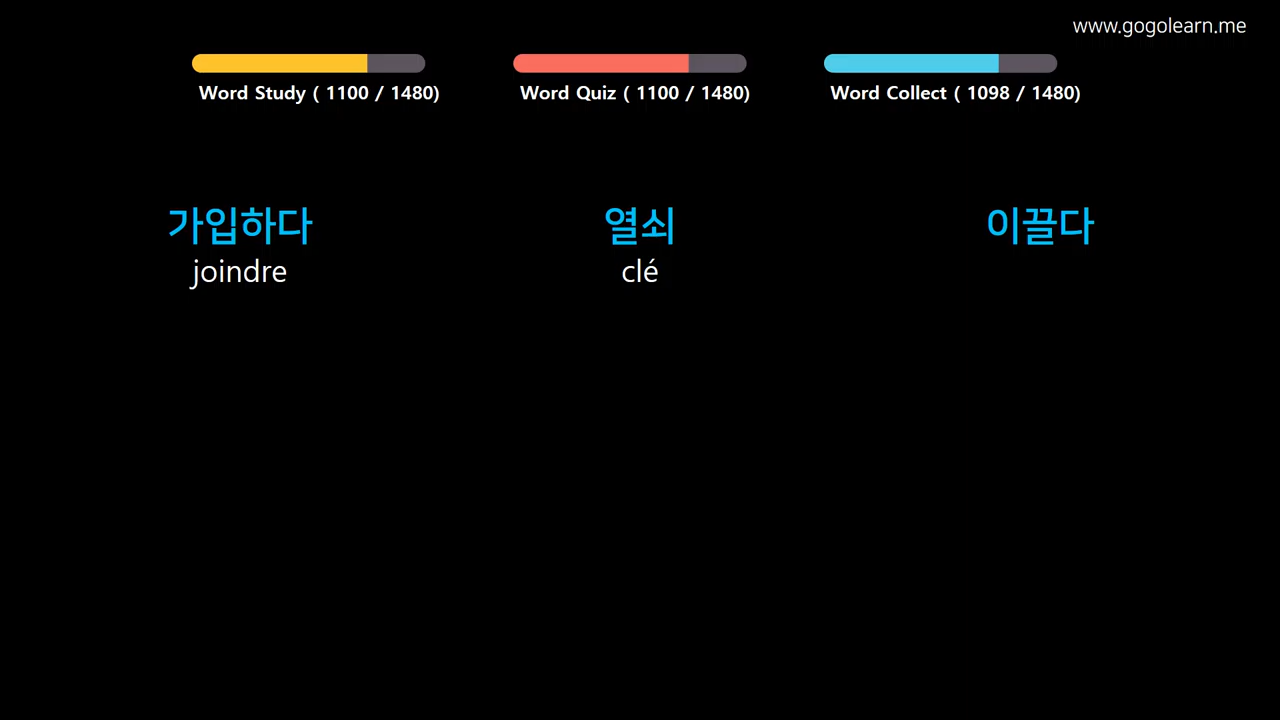 www.gogolearn.me
Word Study ( 1100 / 1480)
Word Quiz ( 1100 / 1480)
Word Collect ( 1098 / 1480)
가입하다
joindre
열쇠
clé
이끌다